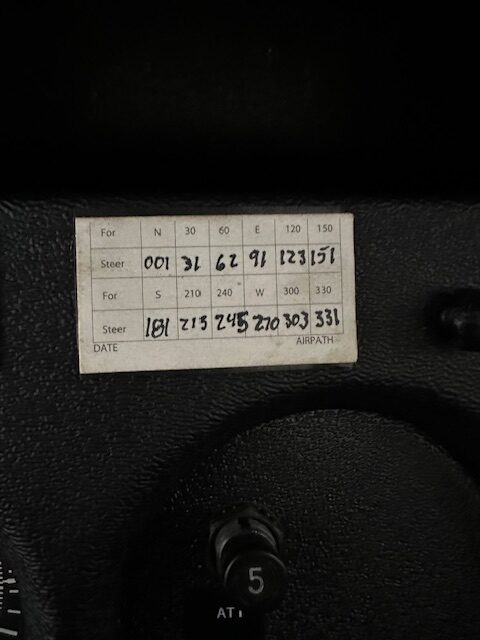 For N 30 60 E 120 150
Steer 001 31 62 91 123 151
For S 210 240 W 300 330
Steer 181 213 245 270 303 331
DATE AIRPATH
5
AT